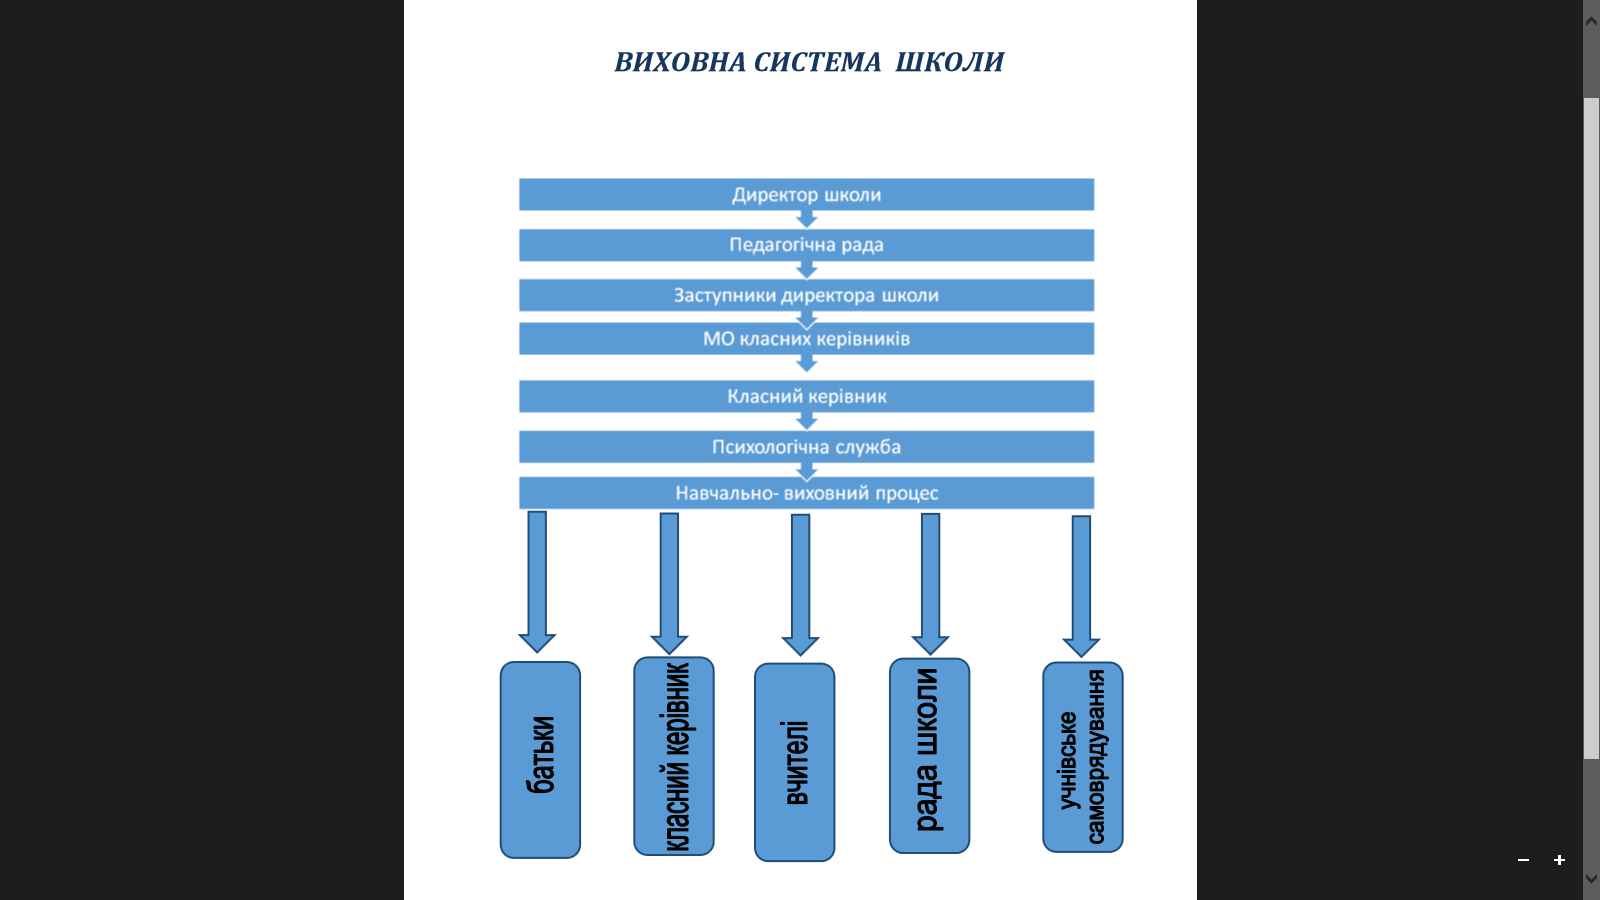 ВИХОВНА СИСТЕМА ШКОЛИ
Директор школи
Педагогічна рада
Заступники директора школи
МО класних керівників
Класний керівник
Психологічна служба
Навчально- виховний процес
батьки
класний керівник
вчителі
рада школи
учнівське
самоврядування